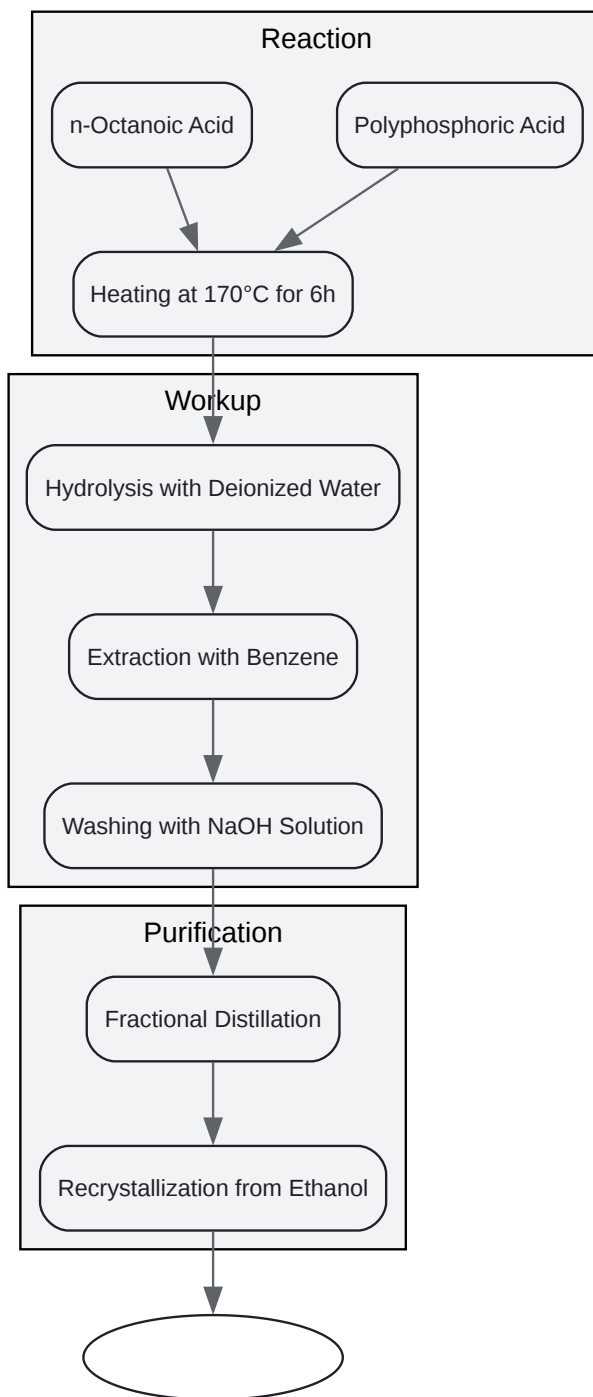 Reaction
n-Octanoic Acid
Polyphosphoric Acid
Heating at 170°C for 6h
Workup
Hydrolysis with Deionized Water
Extraction with Benzene
Washing with NaOH Solution
Purification
Fractional Distillation
Recrystallization from Ethanol